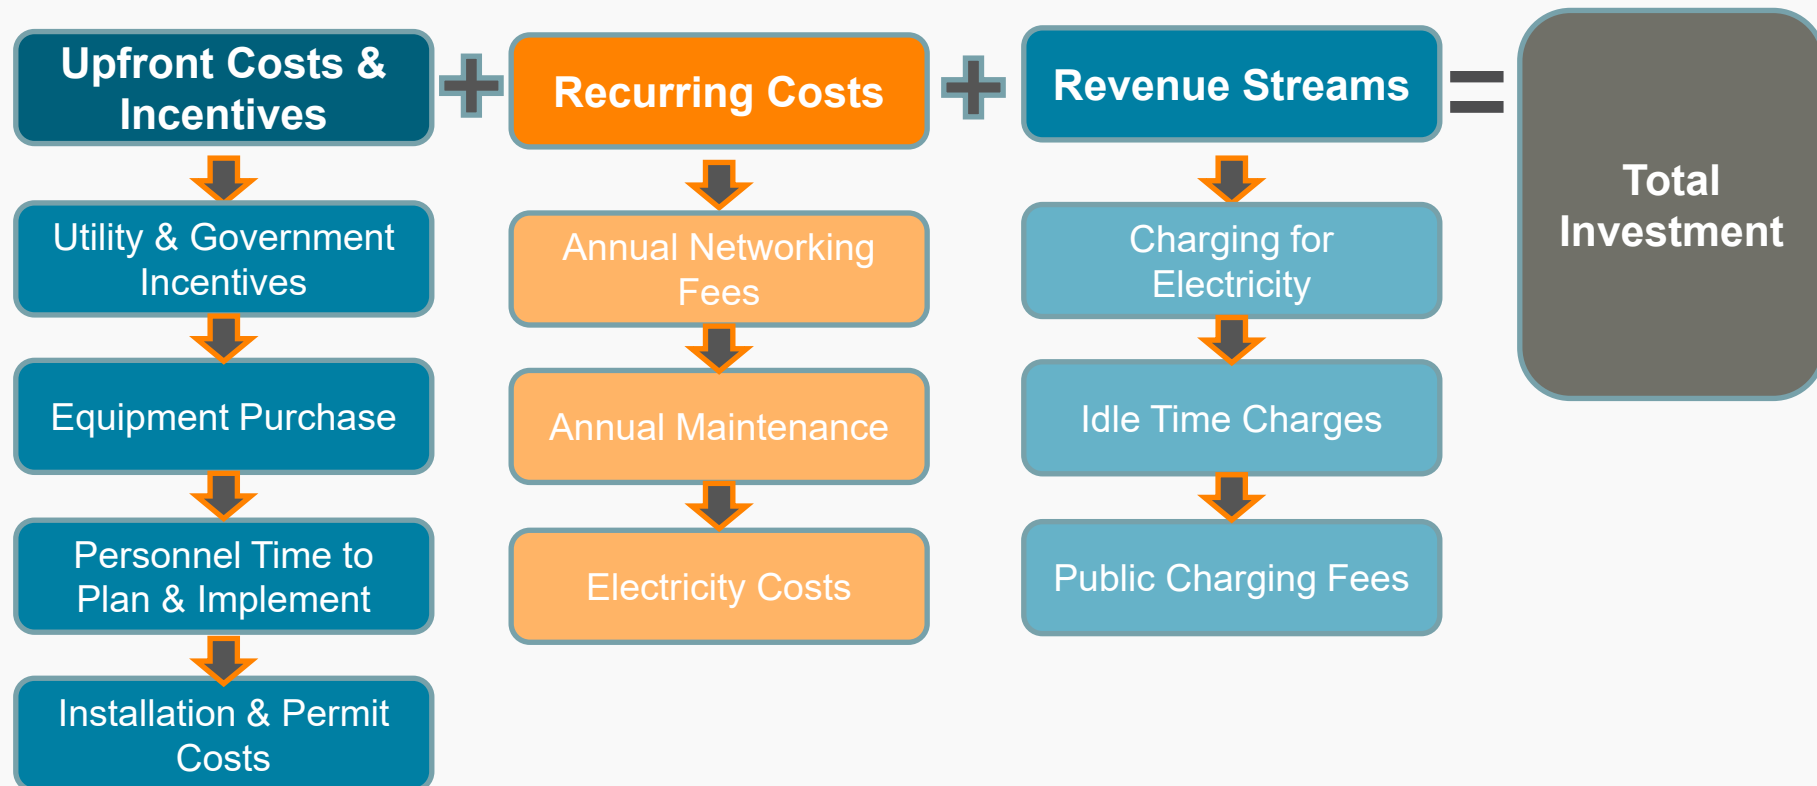 Upfront Costs &
Incentives
+
Recurring Costs
+
Revenue Streams
=
Total
Investment
Utility & Government
Incentives
Equipment Purchase
Personnel Time to
Plan & Implement
Installation & Permit
Costs
Annual Networking
Fees
Annual Maintenance
Electricity Costs
Charging for
Electricity
Idle Time Charges
Public Charging Fees